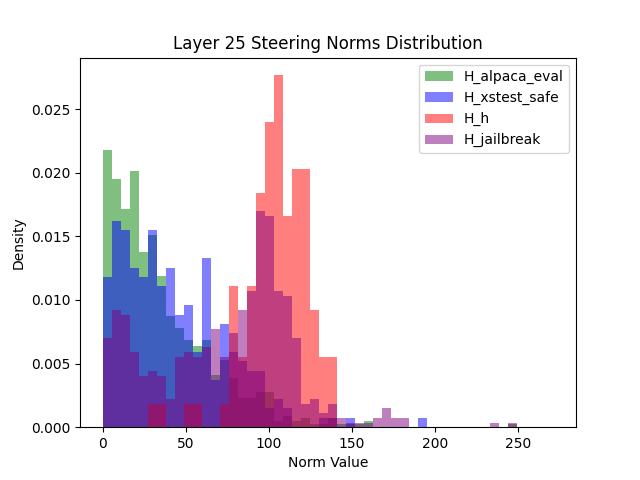 Layer 25 Steering Norms Distribution
H_alpaca_eval
H_xstest_safe
H_h
H_jailbreak
0.025
0.020
0.015
0.010
0.005
0.000
Density
0
50
100
150
200
250
Norm Value